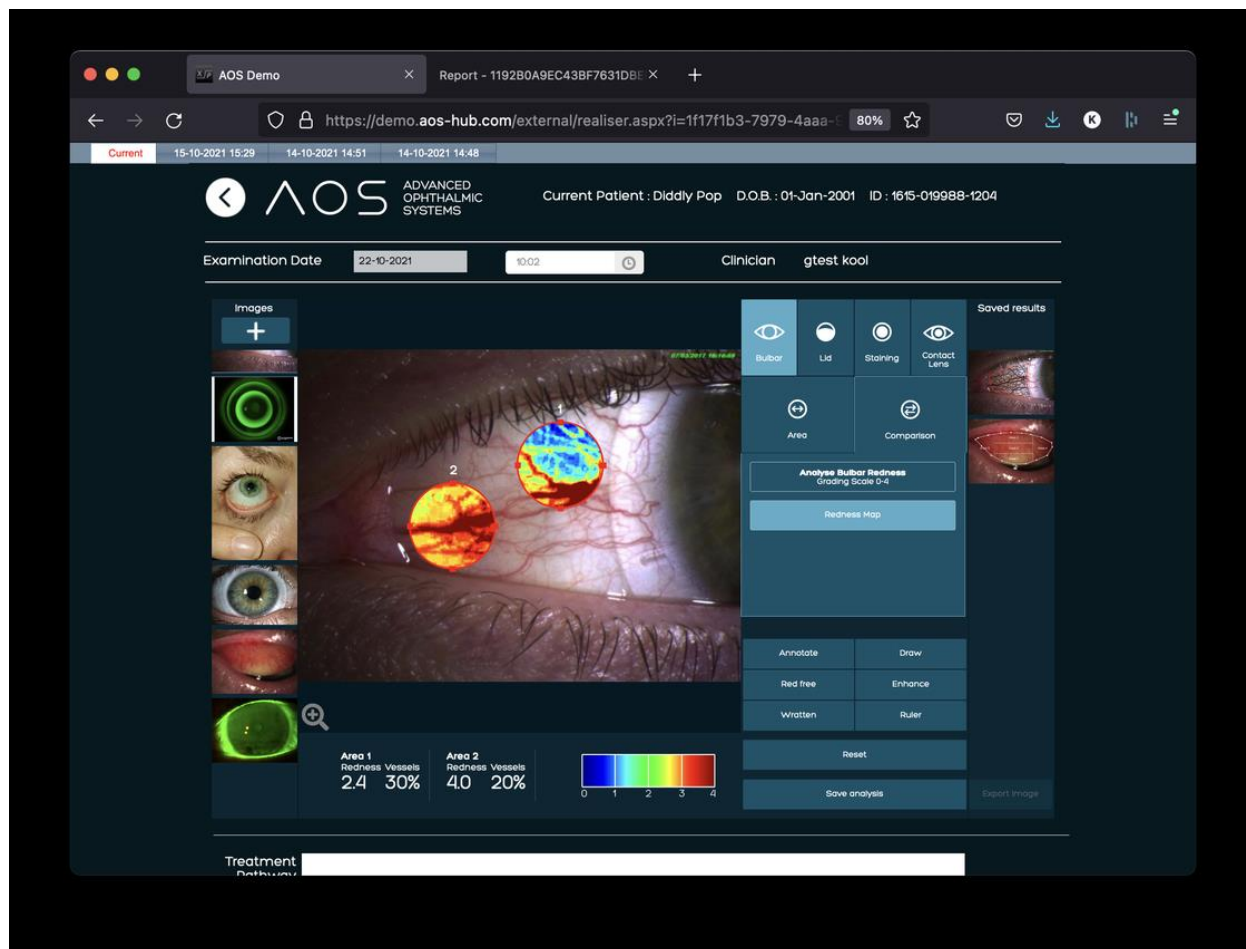 AOS Demo
Report - 1192B0A9EC43BF7631DBE
https://demo.aos-hub.com/external/realiser.aspx?i=1f17f1b3-7979-4aaa-9
80%
K
Current 15-10-2021 15:29 14-10-2021 14:51 14-10-2021 14:48
AOS
ADVANCED
OPHTHALMIC
SYSTEMS
Current Patient : Diddly Pop D.O.B. : 01-Jan-2001 ID : 1615-019988-1204
Examination Date 22-10-2021 10:02 Clinician gtest kool
Images
Bulbar Lid Staining Contact
Lens
Saved results
Area Comparison
Analyse Bulbar Redness
Grading Scale 0-4
Redness Map
1
2
Annotate Draw
Red free Enhance
Wratten Ruler
Reset
Save analysis
Export Image
Area 1 Area 2
Redness Vessels Redness Vessels
2.4 30% 4.0 20%
0 1 2 3 4
Treatment
Pathway